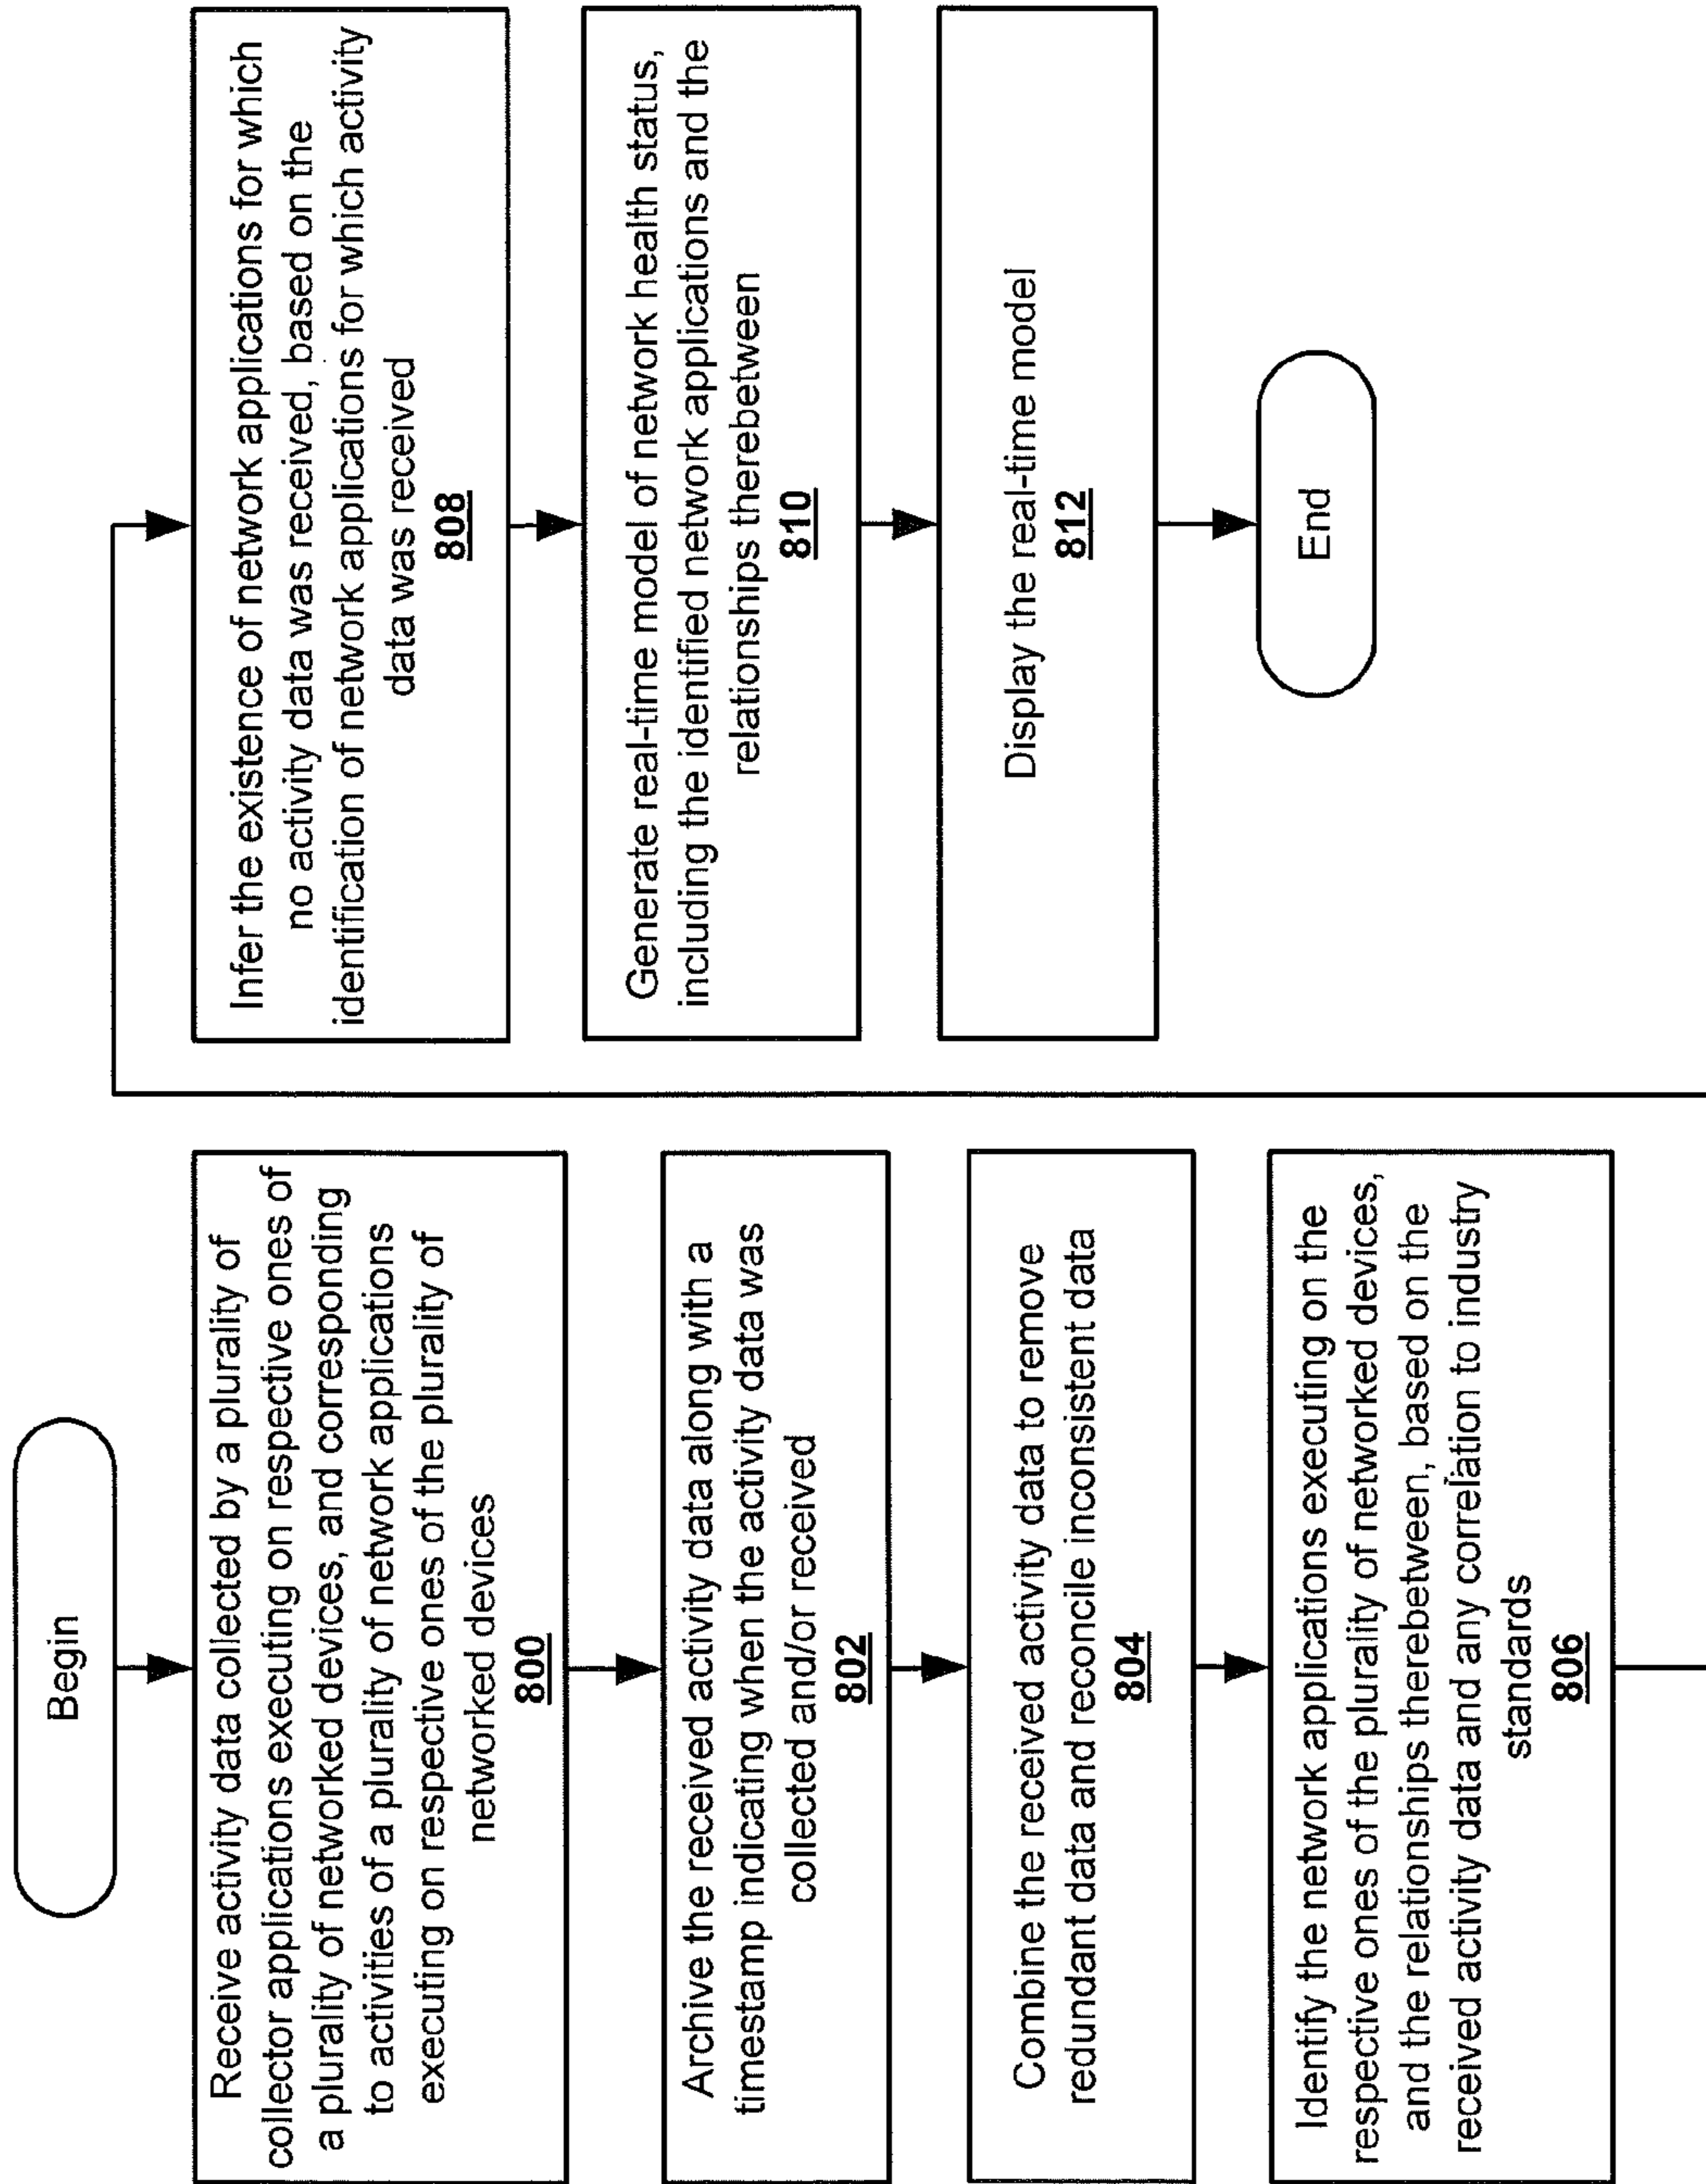 Begin
Receive activity data collected by a plurality of
collector applications executing on respective ones of
a plurality of networked devices, and corresponding
to activities of a plurality of network applications
executing on respective ones of the plurality of
networked devices
800
Archive the received activity data along with a
timestamp indicating when the activity data was
collected and/or received
802
Combine the received activity data to remove
redundant data and reconcile inconsistent data
804
Identify the network applications executing on the
respective ones of the plurality of networked devices,
and the relationships therebetween, based on the
received activity data and any correlation to industry
standards
806
Infer the existence of network applications for which
no activity data was received, based on the
identification of network applications for which activity
data was received
808
Generate real-time model of network health status,
including the identified network applications and the
relationships therebetween
810
Display the real-time model
812
End